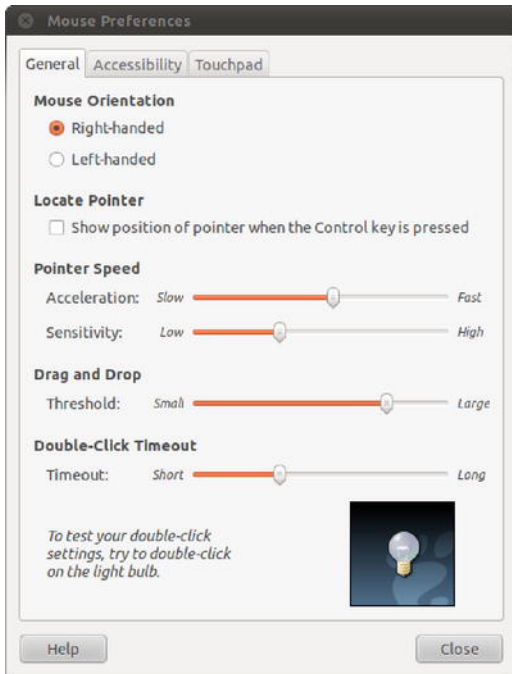 Mouse Preferences
General Accessibility Touchpad
Mouse Orientation
Right-handed
Left-handed
Locate Pointer
Show position of pointer when the Control key is pressed
Pointer Speed
Acceleration: Slow Fast
Sensitivity: Low High
Drag and Drop
Threshold: Small Large
Double-Click Timeout
Timeout: Short Long
To test your double-click
settings, try to double-click
on the light bulb.
Help Close